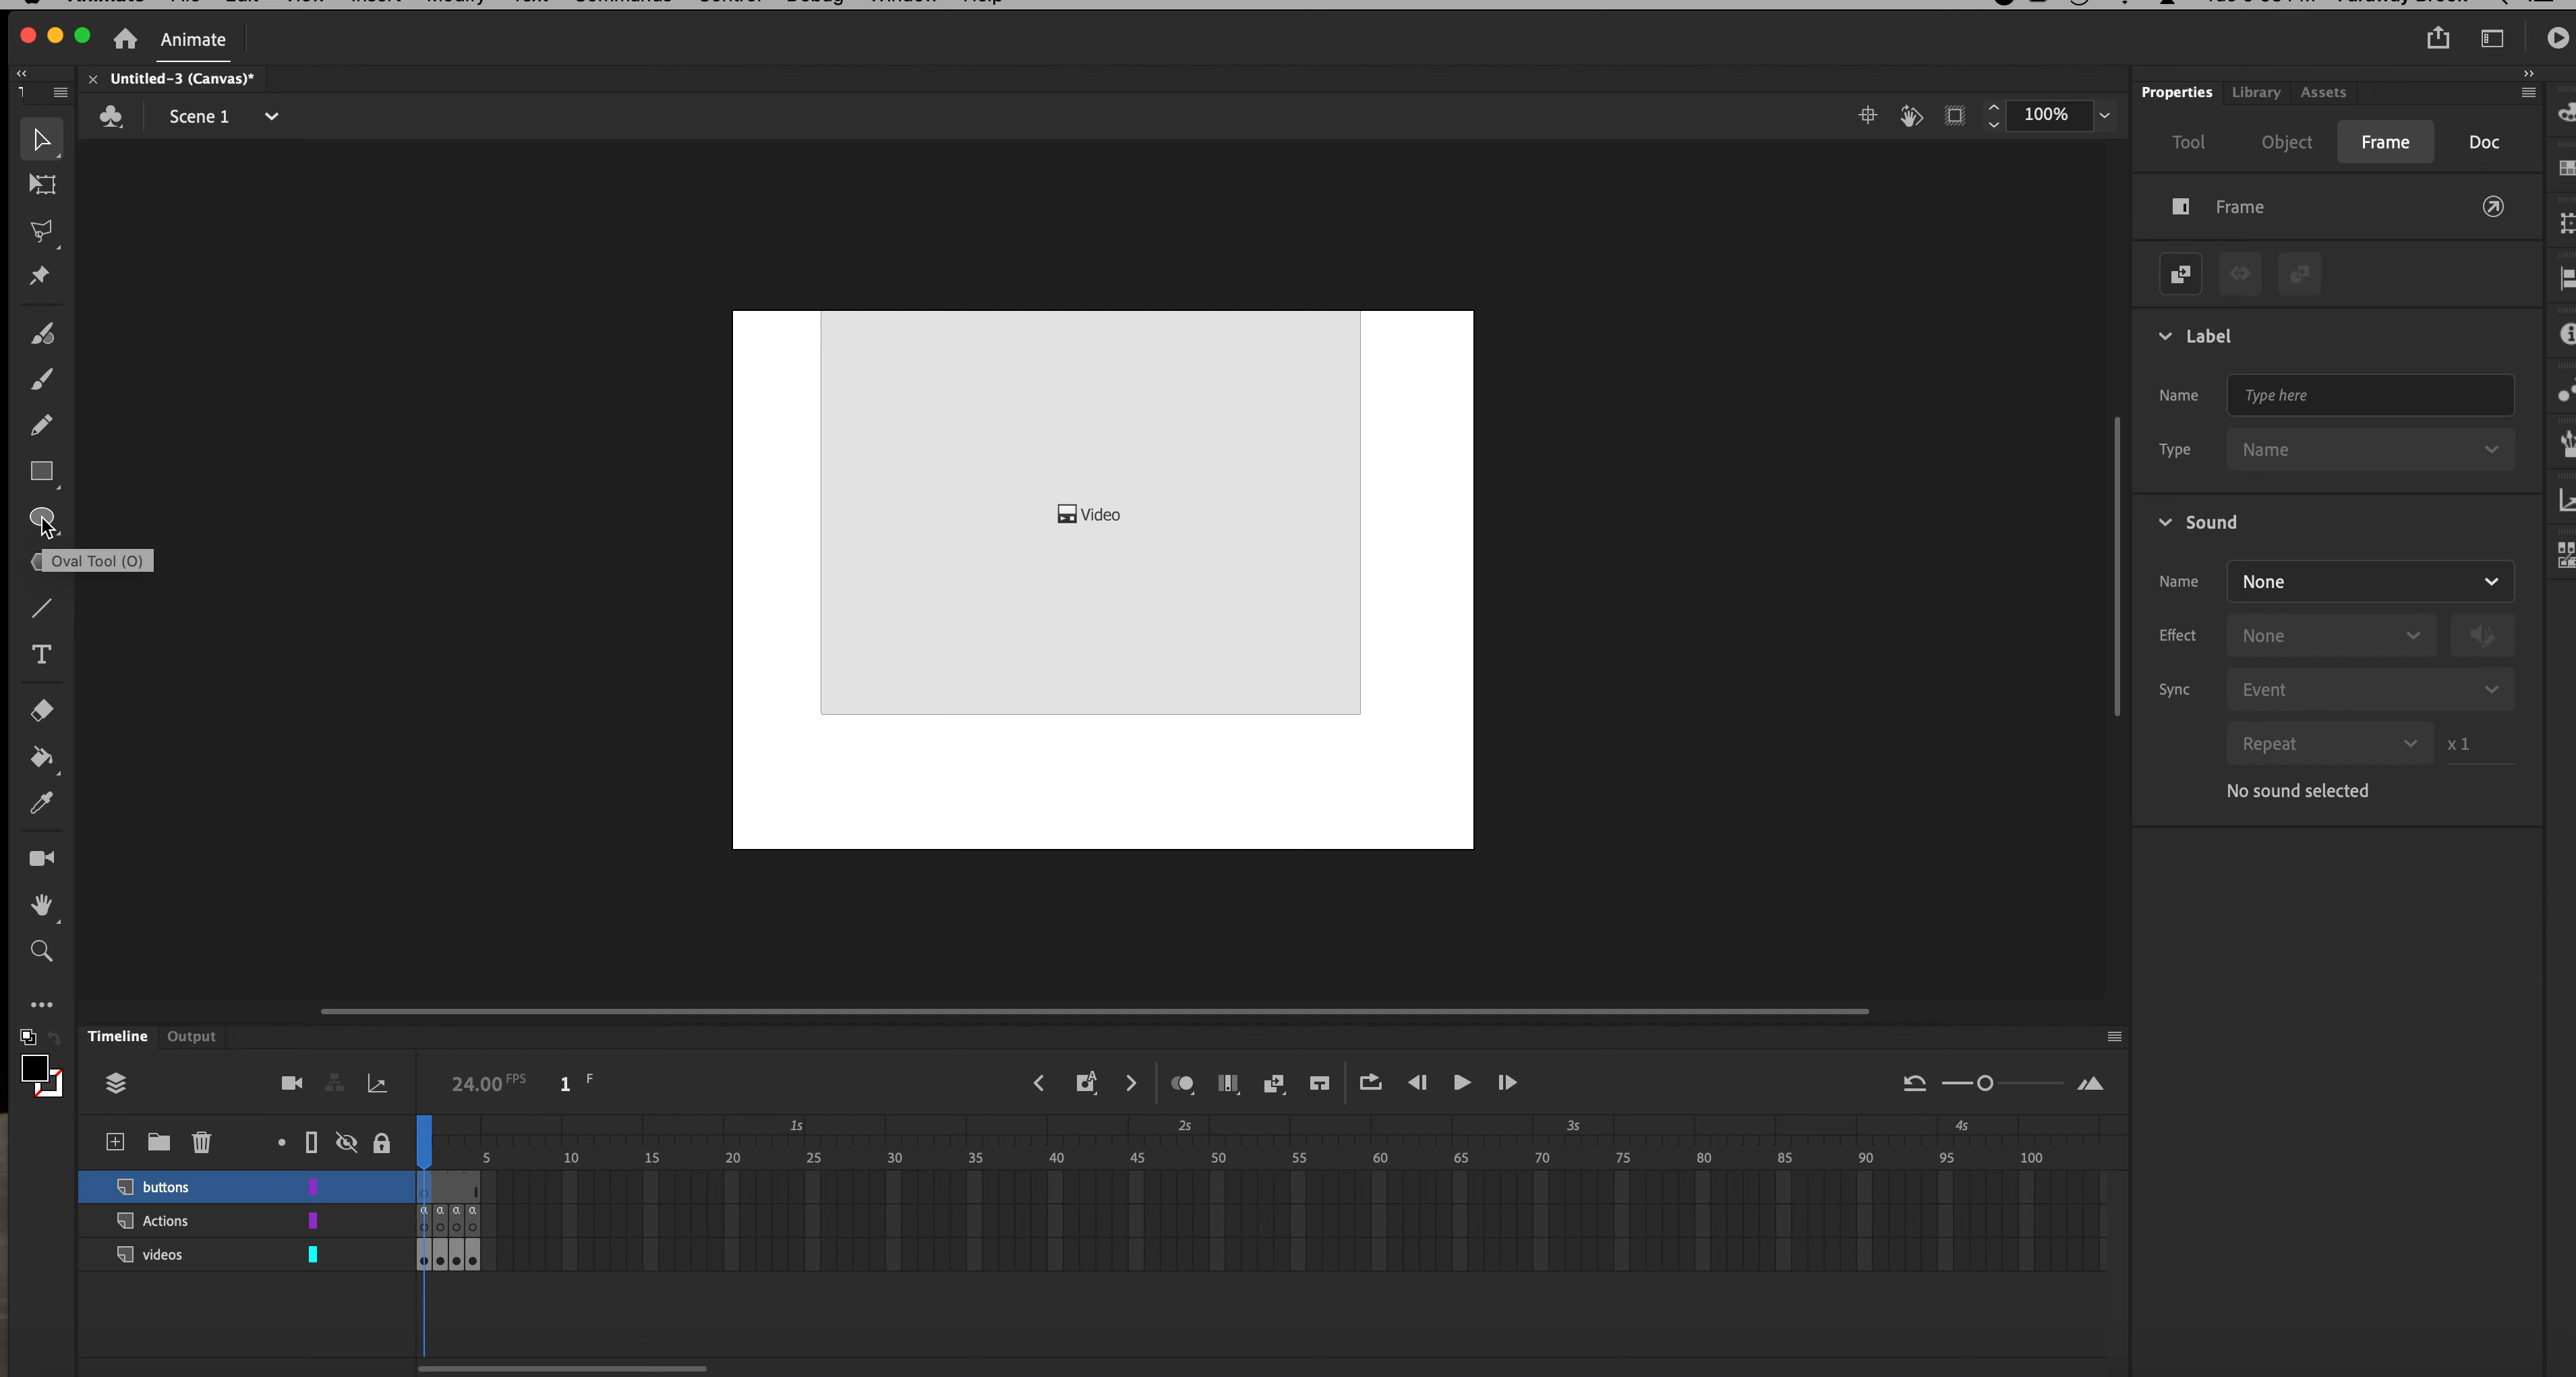 Animate
Untitled-3 (Canvas)*
Scene 1
100%
Properties Library Assets
Tool Object Frame Doc
Frame
Label
Name Type here
Type Name
Sound
Name None
Effect None
Sync Event
Repeat x 1
No sound selected
Video
Oval Tool (O)
Timeline Output
24.00 FPS 1 F
1s 2s 3s 4s
5 10 15 20 25 30 35 40 45 50 55 60 65 70 75 80 85 90 95 100
buttons
Actions
a a a a
videos